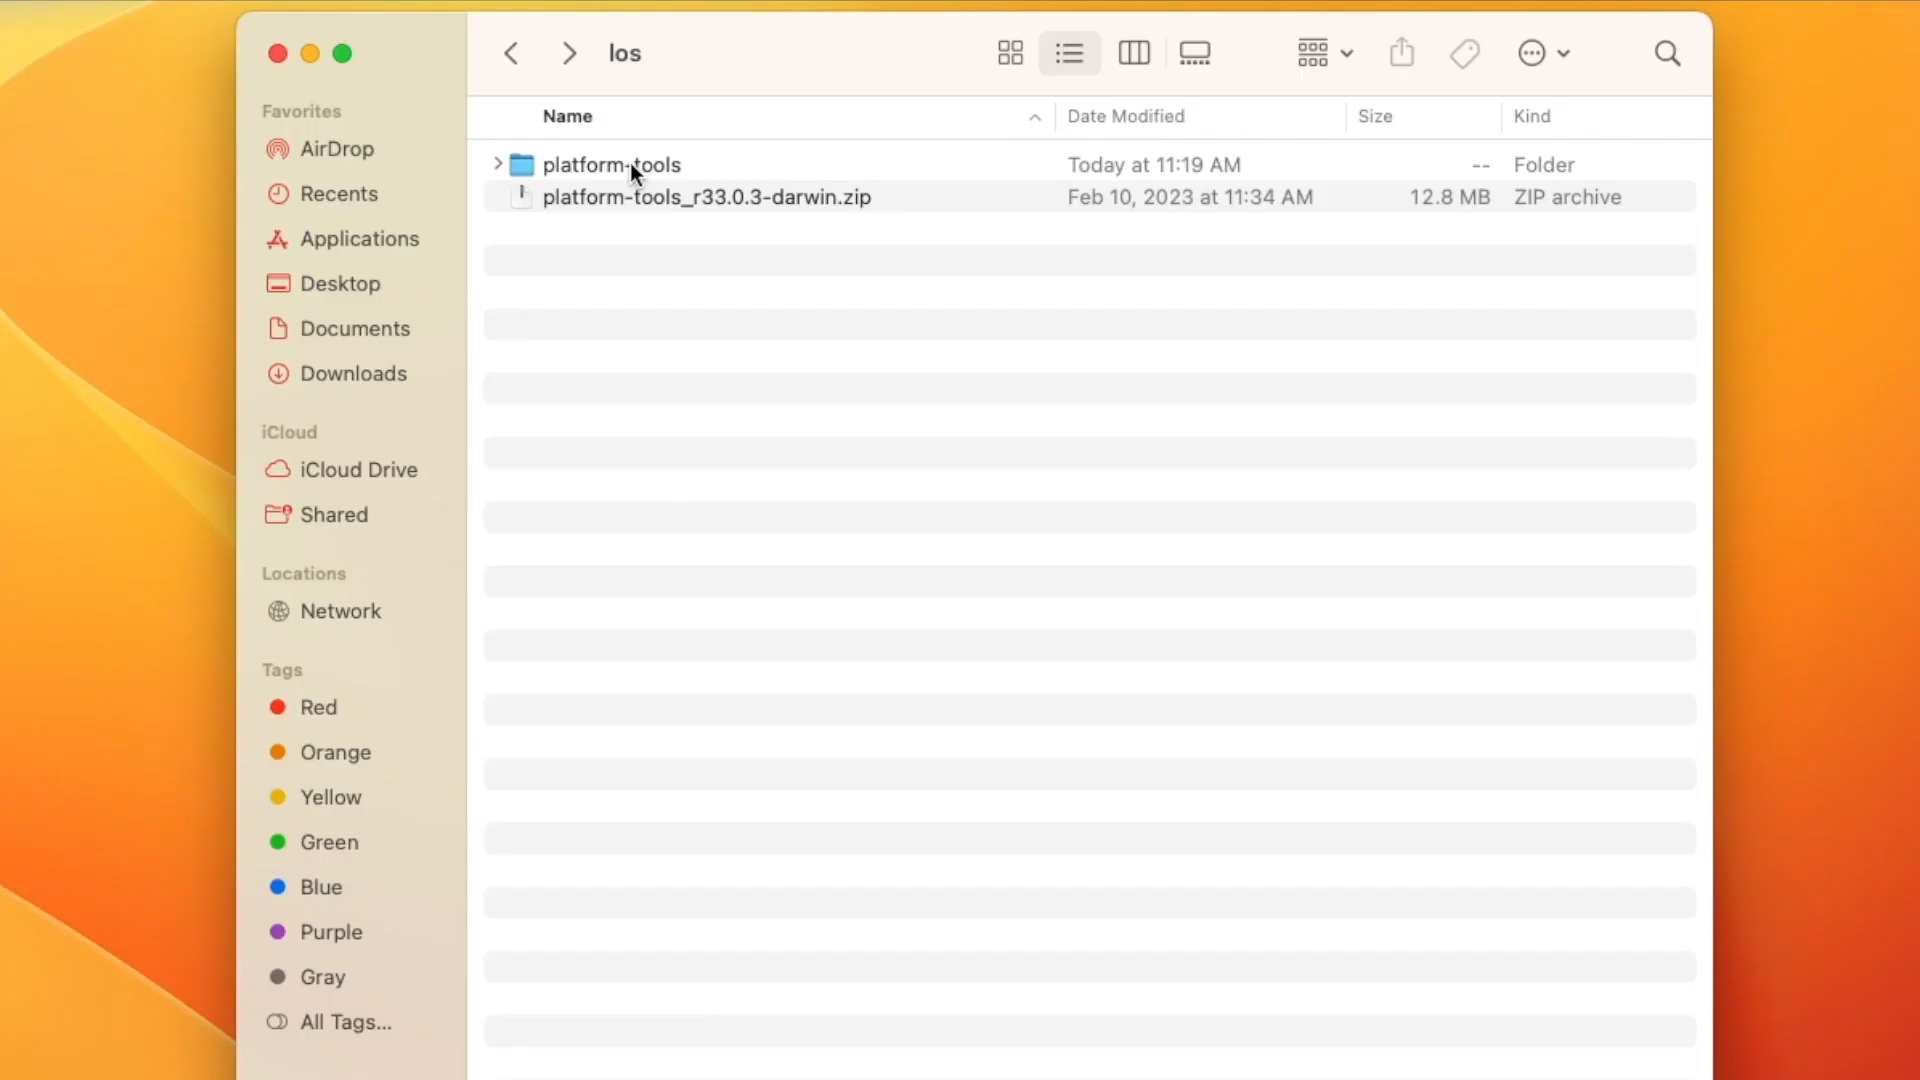 los
Name
Date Modified
Size
Kind
platform-tools
Today at 11:19 AM
--
Folder
platform-tools_r33.0.3-darwin.zip
Feb 10, 2023 at 11:34 AM
12.8 MB
ZIP archive
Favorites
AirDrop
Recents
Applications
Desktop
Documents
Downloads
iCloud
iCloud Drive
Shared
Locations
Network
Tags
Red
Orange
Yellow
Green
Blue
Purple
Gray
All Tags...